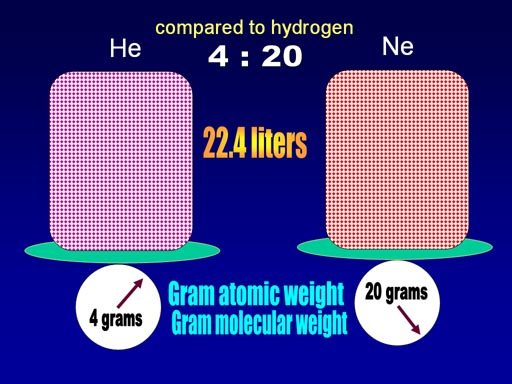 compared to hydrogen
He
4 : 20
Ne
22.4 liters
4 grams
Gram atomic weight
Gram molecular weight
20 grams